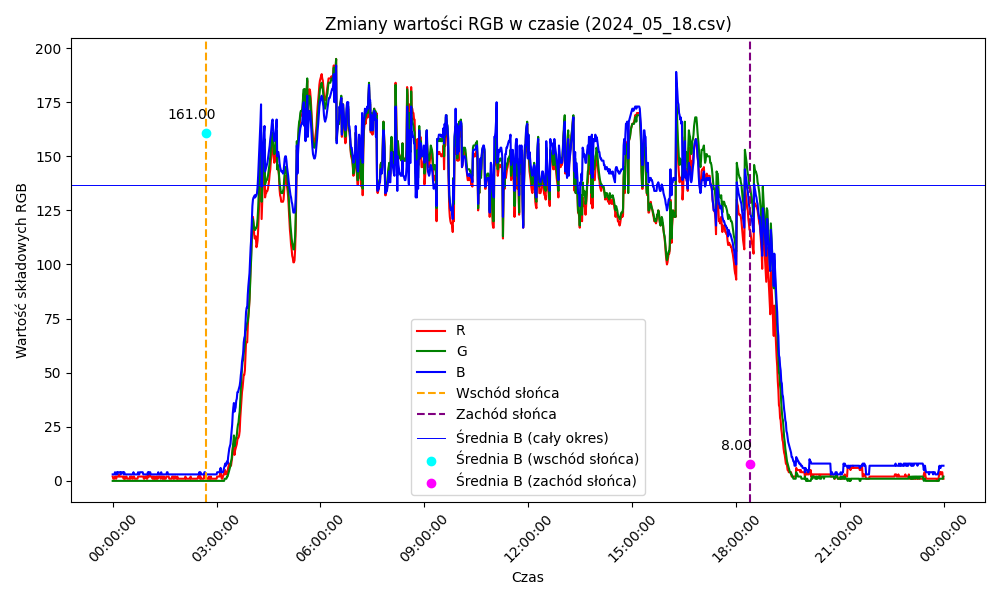 Zmiany wartości RGB w czasie (2024_05_18.csv)
Wartość składowych RGB
200
175
150
125
100
75
50
25
0
161.00
8.00
R
G
B
Wschód słońca
Zachód słońca
Średnia B (cały okres)
Średnia B (wschód słońca)
Średnia B (zachód słońca)
00:00:00
03:00:00
06:00:00
09:00:00
12:00:00
15:00:00
18:00:00
21:00:00
00:00:00
Czas